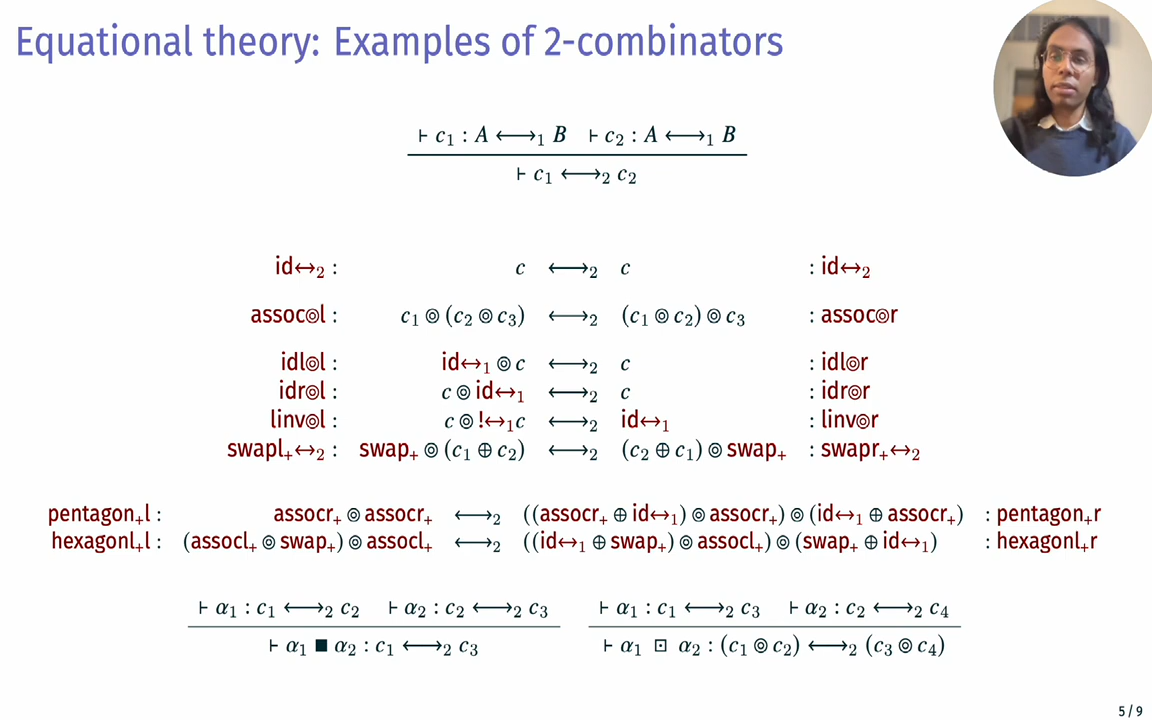 Equational theory: Examples of 2-combinators
⊢ c₁ : A ⟷₁ B ⊢ c₂ : A ⟷₁ B
⊢ c₁ ⟷₂ c₂
id↔₂ : c ⟷₂ c : id↔₂
assoc⊚l : c₁ ⊚ (c₂ ⊚ c₃) ⟷₂ (c₁ ⊚ c₂) ⊚ c₃ : assoc⊚r
idl⊚l : id↔₁ ⊚ c ⟷₂ c : idl⊚r
idr⊚l : c ⊚ id↔₁ ⟷₂ c : idr⊚r
linv⊚l : c ⊚ !↔₁c ⟷₂ id↔₁ : linv⊚r
swapl₊↔₂ : swap₊ ⊚ (c₁ ⊕ c₂) ⟷₂ (c₂ ⊕ c₁) ⊚ swap₊ : swapr₊↔₂
pentagon₊l : assocr₊ ⊚ assocr₊ ⟷₂ ((assocr₊ ⊕ id↔₁) ⊚ assocr₊) ⊚ (id↔₁ ⊕ assocr₊) : pentagon₊r
hexagonl₊l : (assocl₊ ⊚ swap₊) ⊚ assocl₊ ⟷₂ ((id↔₁ ⊕ swap₊) ⊚ assocl₊) ⊚ (swap₊ ⊕ id↔₁) : hexagonl₊r
⊢ α₁ : c₁ ⟷₂ c₂ ⊢ α₂ : c₂ ⟷₂ c₃ ⊢ α₁ : c₁ ⟷₂ c₃ ⊢ α₂ : c₂ ⟷₂ c₄
⊢ α₁ ■ α₂ : c₁ ⟷₂ c₃ ⊢ α₁ ⊡ α₂ : (c₁ ⊚ c₂) ⟷₂ (c₃ ⊚ c₄)
5 / 9